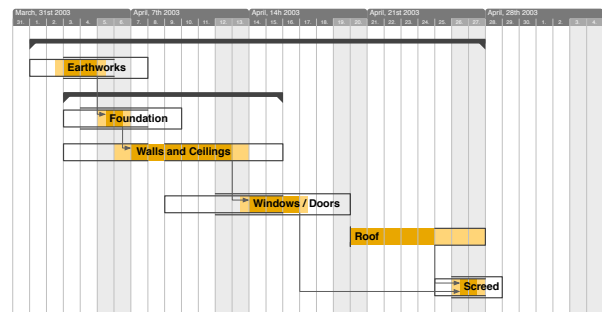 March, 31st 2003 April, 7th 2003 April, 14th 2003 April, 21st 2003 April, 28th 2003
31. 1. 2. 3. 4. 5. 6. 7. 8. 9. 10. 11. 12. 13. 14. 15. 16. 17. 18. 19. 20. 21. 22. 23. 24. 25. 26. 27. 28. 29. 30. 1. 2. 3. 4.
Earthworks
Foundation
Walls and Ceilings
Windows / Doors
Roof
Screed